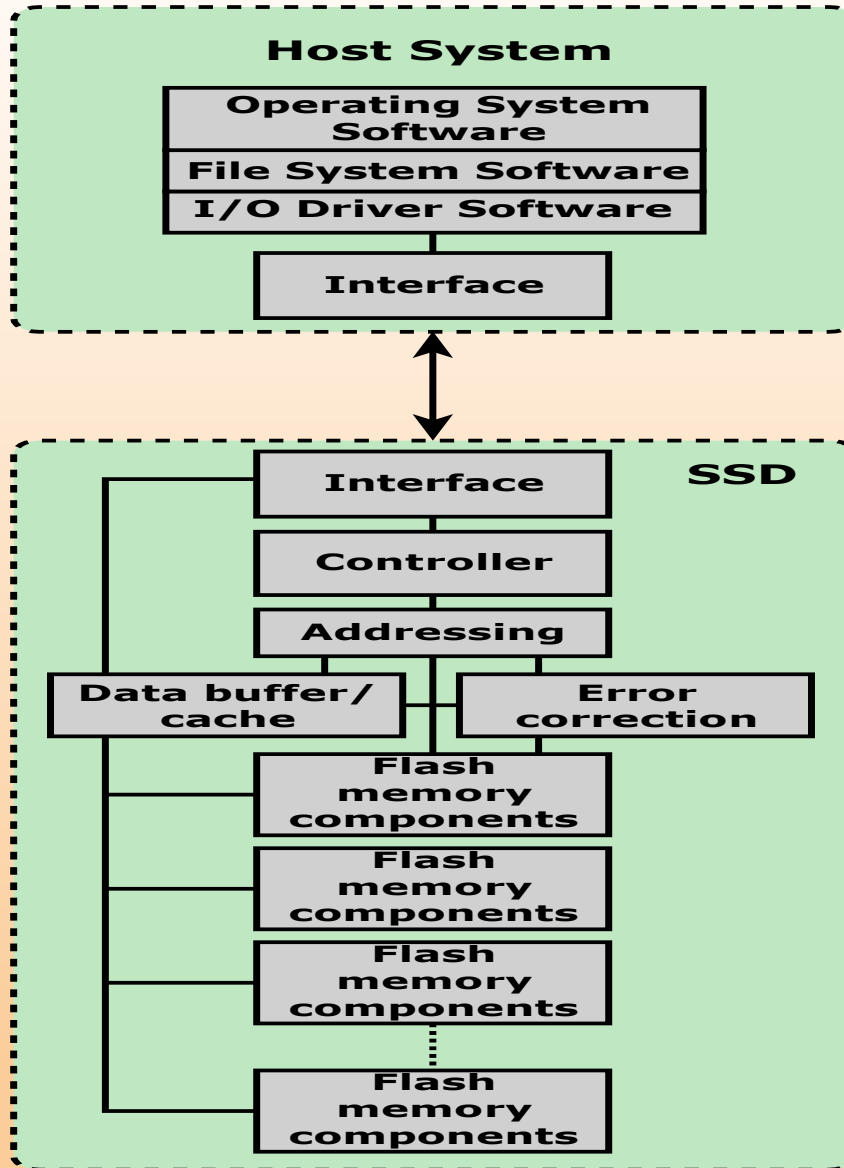 Host System
Operating System
Software
File System Software
I/O Driver Software
Interface
SSD
Interface
Controller
Addressing
Data buffer/
cache
Error
correction
Flash
memory
components
Flash
memory
components
Flash
memory
components
Flash
memory
components